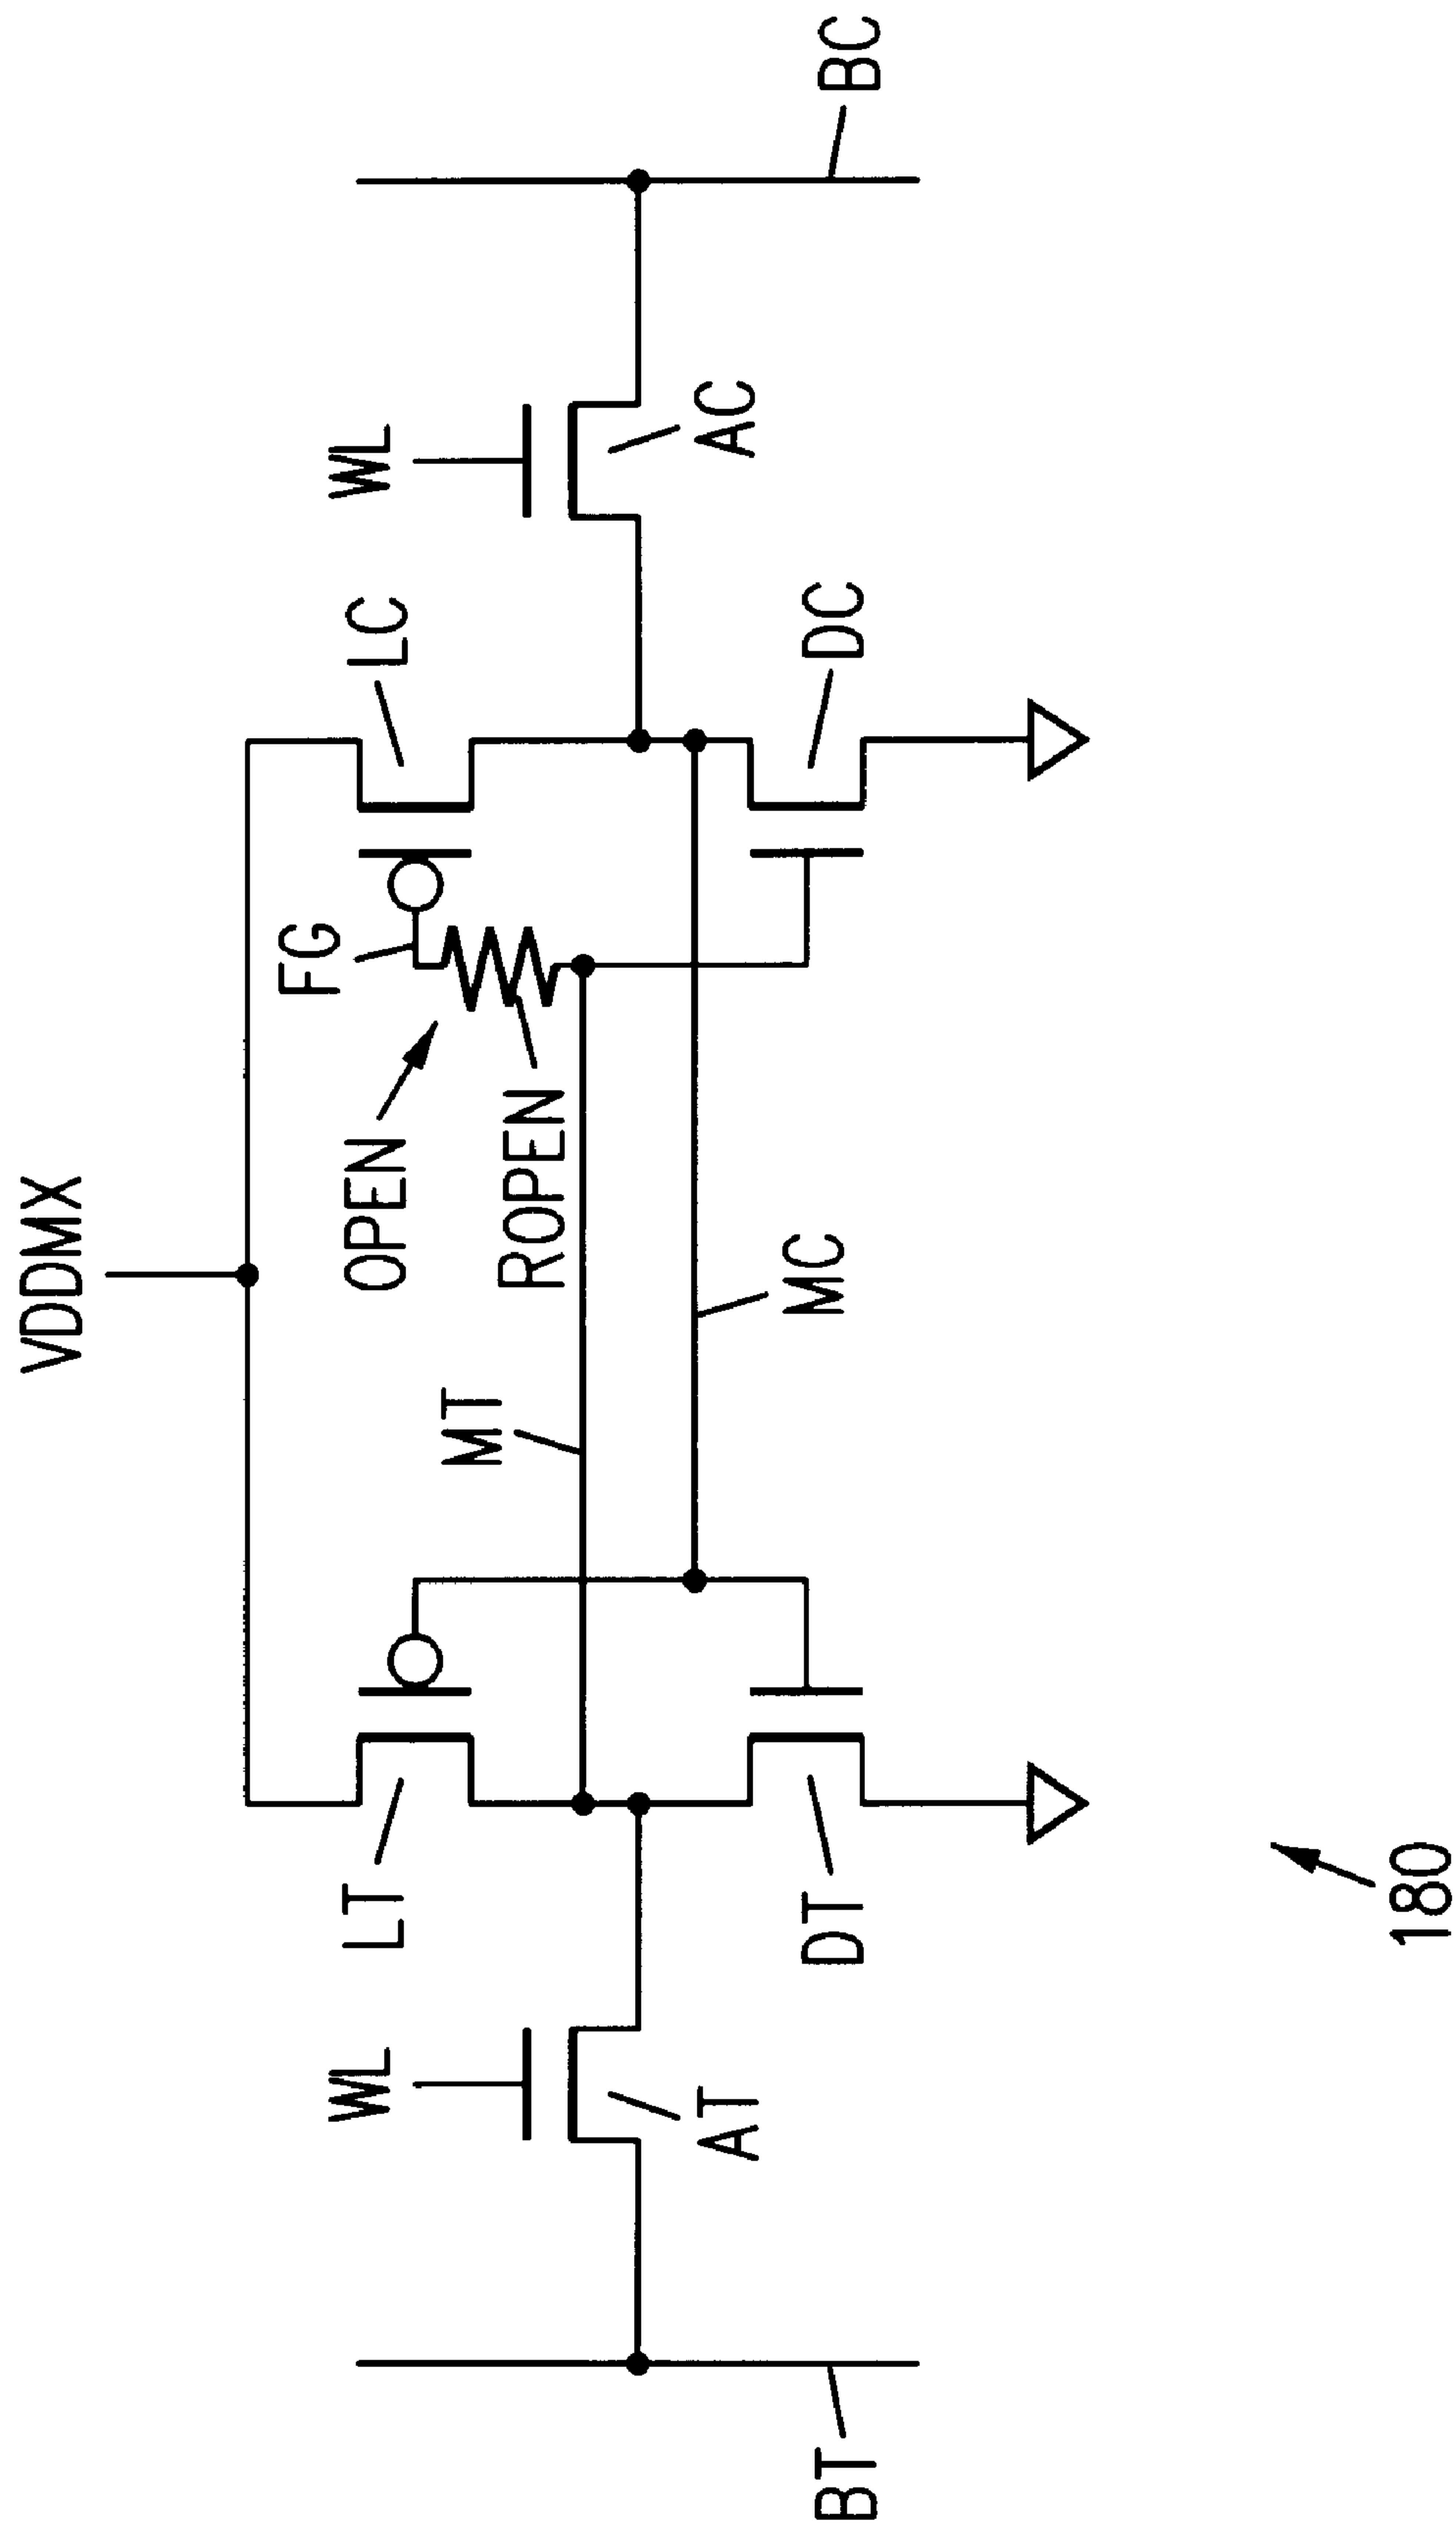 VDDMX
FG
WL
LT
OPEN
LC
WL
MT
ROPEN
AT
AC
DT
MC
DC
BT
BC
180